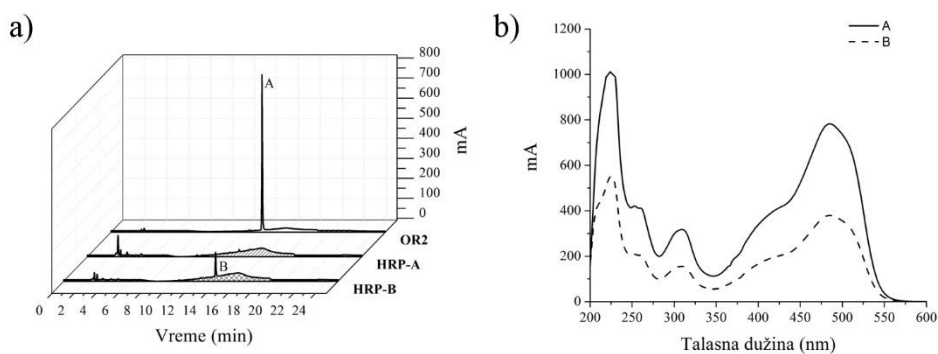 a)
800
700
600
500
400
300
200
100
0
mA
A
B
OR2
HRP-A
HRP-B
0 2 4 6 8 10 12 14 16 18 20 22 24
Vreme (min)
b)
A
B
1200
1000
800
600
400
200
0
mA
200 250 300 350 400 450 500 550 600
Talasna dužina (nm)